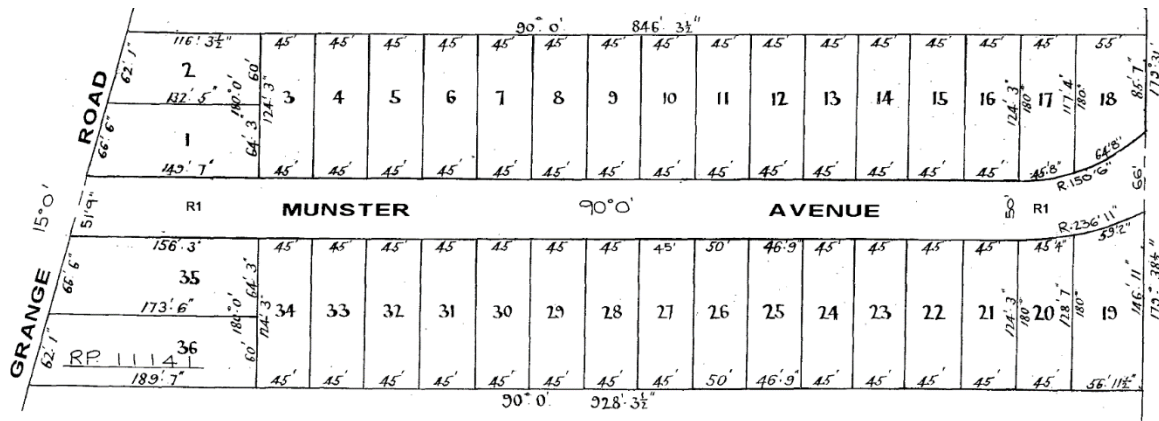 90° 0' 846' 3½"
116' 3½" 45' 45' 45' 45' 45' 45' 45' 45' 45' 45' 45' 45' 45' 45' 45' 55'
62' 1" 2 60' 85' 7" 179° 31'
132' 5" 180° 0' 124' 3" 3 4 5 6 7 8 9 10 11 12 13 14 15 16 124' 3" 180° 17 117' 4" 180° 18
ROAD
66' 6" 1 64' 3"
149' 7" 45' 45' 45' 45' 45' 45' 45' 45' 45' 45' 45' 45' 45' 45' 45' 8" 64' 8"
R. 150' 6"
15° 0' 51' 9" R1 MUNSTER 90° 0' AVENUE 50' R1 66'
R. 236' 11"
156' 3" 45' 45' 45' 45' 45' 45' 45' 45' 50' 46' 9" 45' 45' 45' 45' 45' 4" 59' 2"
66' 6" 35 64' 3"
173' 6" 180° 0' 124' 3" 34 33 32 31 30 29 28 27 26 25 24 23 22 21 124' 3" 180° 20 128' 7" 180° 19 146' 11" 179° 38½'
GRANGE
62' 1" RP 11141 36 60'
189' 7" 45' 45' 45' 45' 45' 45' 45' 45' 50' 46' 9" 45' 45' 45' 45' 45' 56' 11½"
90° 0' 928' 3½"